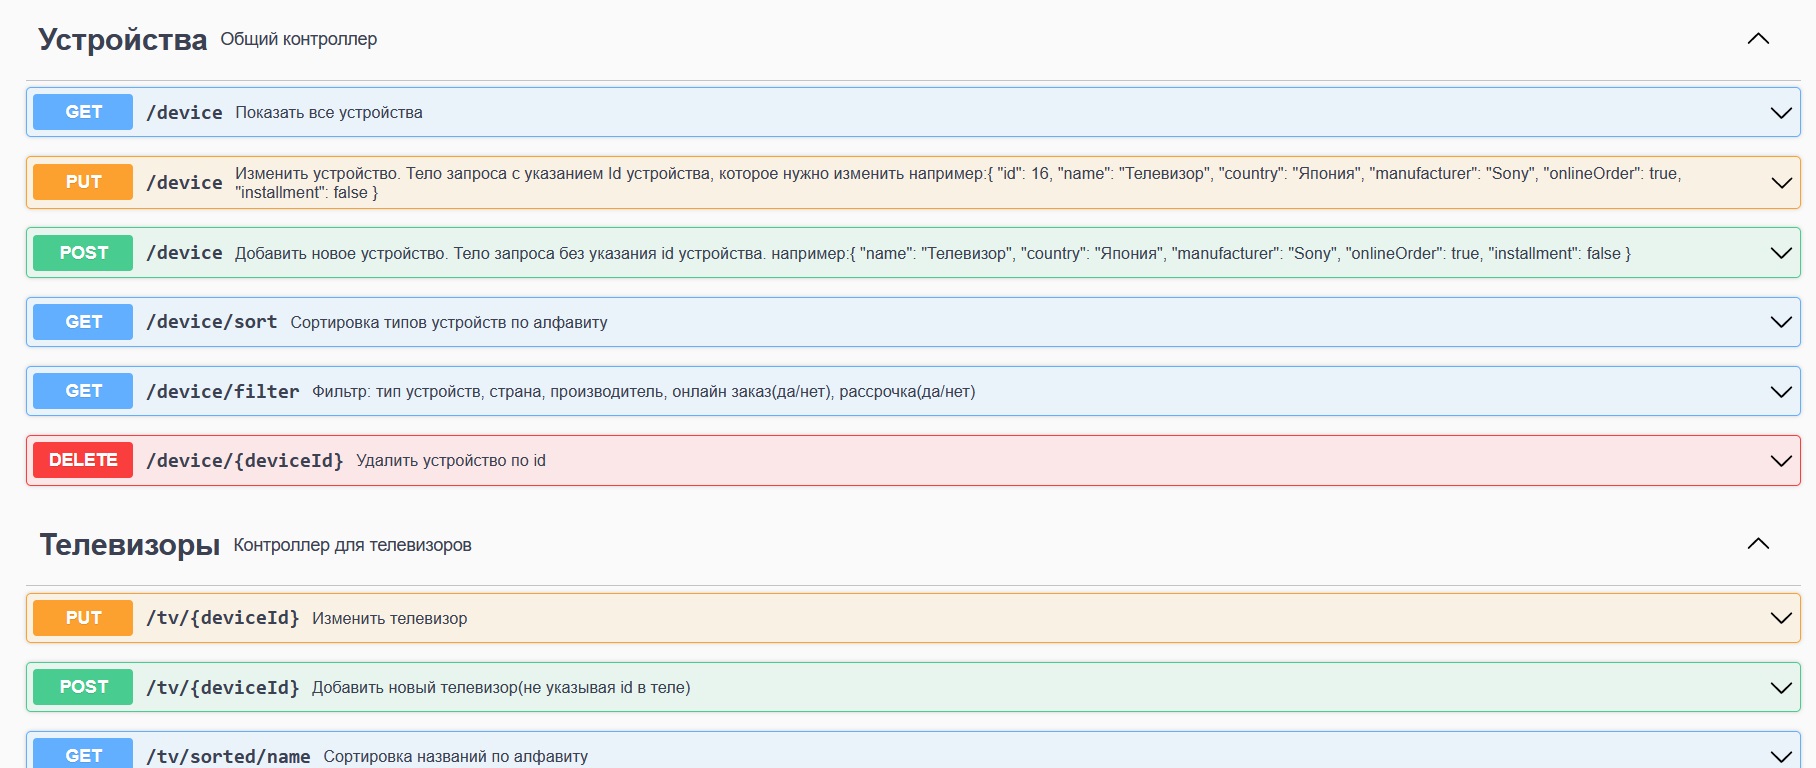 Устройства Общий контроллер
GET /device Показать все устройства
PUT /device Изменить устройство. Тело запроса с указанием Id устройства, которое нужно изменить например:{ "id": 16, "name": "Телевизор", "country": "Япония", "manufacturer": "Sony", "onlineOrder": true,
"installment": false }
POST /device Добавить новое устройство. Тело запроса без указания id устройства. например:{ "name": "Телевизор", "country": "Япония", "manufacturer": "Sony", "onlineOrder": true, "installment": false }
GET /device/sort Сортировка типов устройств по алфавиту
GET /device/filter Фильтр: тип устройств, страна, производитель, онлайн заказ(да/нет), рассрочка(да/нет)
DELETE /device/{deviceId} Удалить устройство по id
Телевизоры Контроллер для телевизоров
PUT /tv/{deviceId} Изменить телевизор
POST /tv/{deviceId} Добавить новый телевизор(не указывая id в теле)
GET /tv/sorted/name Сортировка названий по алфавиту